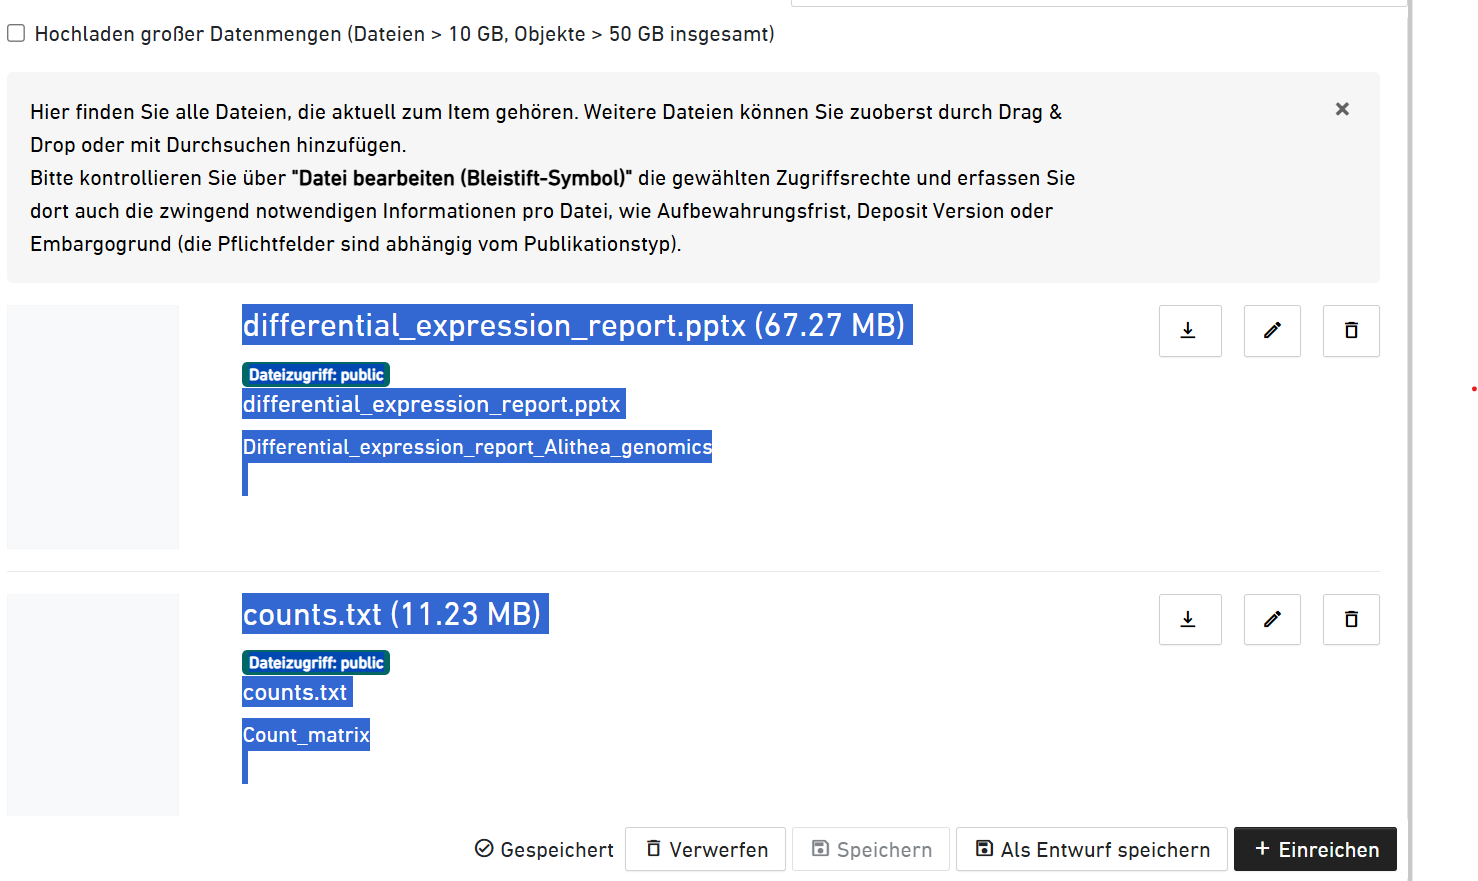 Hochladen großer Datenmengen (Dateien > 10 GB, Objekte > 50 GB insgesamt)
Hier finden Sie alle Dateien, die aktuell zum Item gehören. Weitere Dateien können Sie zuoberst durch Drag &
Drop oder mit Durchsuchen hinzufügen.
Bitte kontrollieren Sie über "Datei bearbeiten (Bleistift-Symbol)" die gewählten Zugriffsrechte und erfassen Sie
dort auch die zwingend notwendigen Informationen pro Datei, wie Aufbewahrungsfrist, Deposit Version oder
Embargogrund (die Pflichtfelder sind abhängig vom Publikationstyp).
differential_expression_report.pptx (67.27 MB)
Dateizugriff: public
differential_expression_report.pptx
Differential_expression_report_Alithea_genomics
counts.txt (11.23 MB)
Dateizugriff: public
counts.txt
Count_matrix
Gespeichert Verwerfen Speichern Als Entwurf speichern + Einreichen